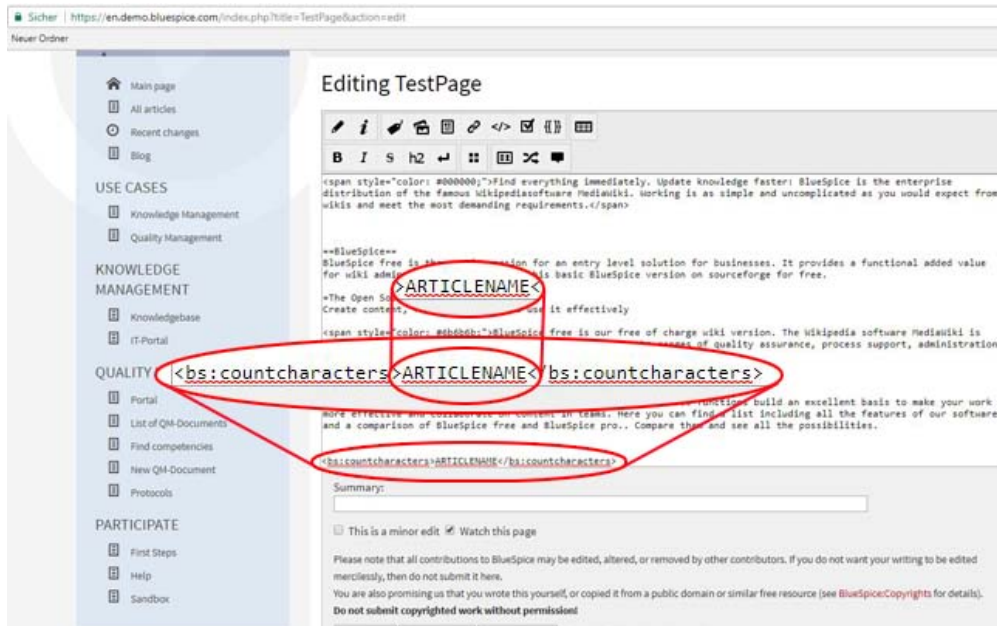 Sicher https://en.demo.bluespice.com/index.php?title=TestPage&action=edit
Neuer Ordner
Main page
All articles
Recent changes
Blog
USE CASES
Knowledge Management
Quality Management
KNOWLEDGE
MANAGEMENT
Knowledgebase
IT-Portal
QUALITY
Portal
List of QM-Documents
Find competencies
New QM-Document
Protocols
PARTICIPATE
First Steps
Help
Sandbox
Editing TestPage
B I S h2
<span style="color: #000000;">Find everything immediately. Update knowledge faster: BlueSpice is the enterprise
distribution of the famous Wikipediasoftware MediaWiki. Working is as simple and uncomplicated as you would expect from
wikis and meet the most demanding requirements.</span>
==BlueSpice==
BlueSpice free is the version for an entry level solution for businesses. It provides a functional added value
for wiki basic BlueSpice version on sourceforge for free.
>ARTICLENAME<
=The Open
Create content, use it effectively
<span style="color: #6b6b6b;">BlueSpice free is our free of charge wiki version. The Wikipedia software MediaWiki is
of quality assurance, process support, administration
<bs:countcharacters>ARTICLENAME</bs:countcharacters>
functions build an excellent basis to make your work
more effective and collaborate on content in teams. Here you can find a list including all the features of our software
and a comparison of BlueSpice free and BlueSpice pro.. Compare them and see all the possibilities.
<bs:countcharacters>ARTICLENAME</bs:countcharacters>
Summary:
This is a minor edit Watch this page
Please note that all contributions to BlueSpice may be edited, altered, or removed by other contributors. If you do not want your writing to be edited
mercilessly, then do not submit it here.
You are also promising us that you wrote this yourself, or copied it from a public domain or similar free resource (see BlueSpice:Copyrights for details).
Do not submit copyrighted work without permission!